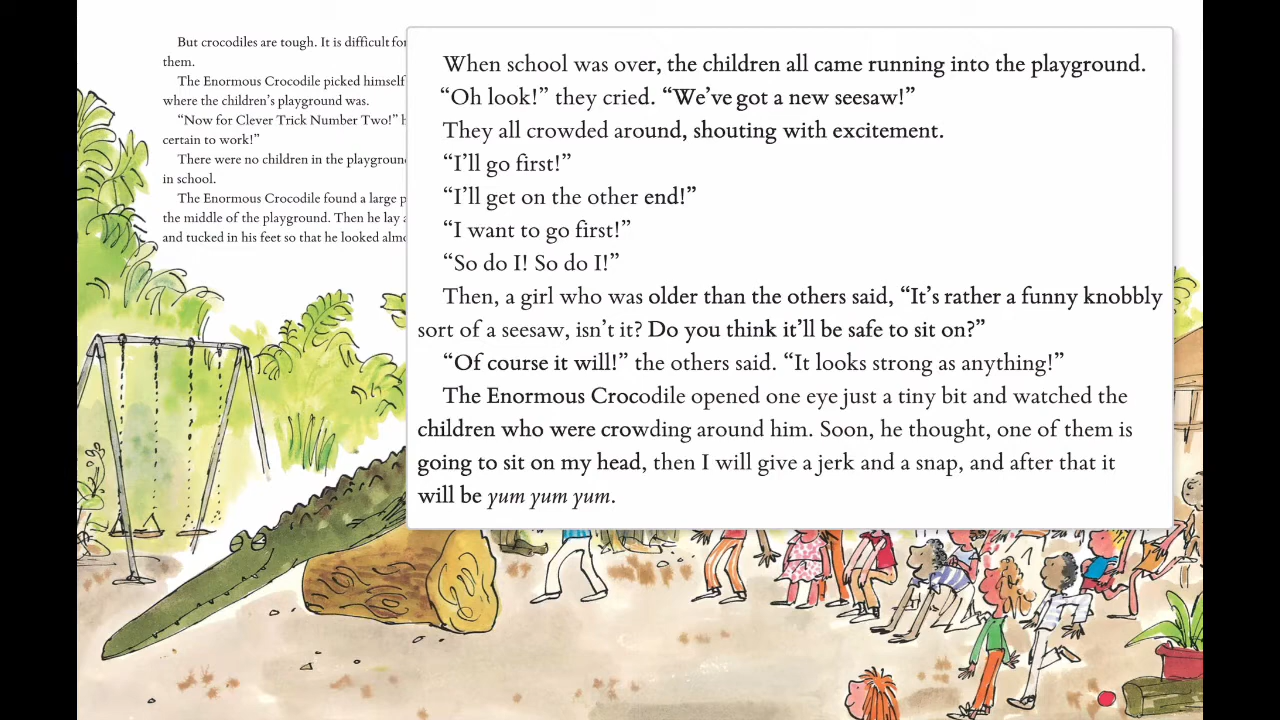 But crocodiles are tough. It is difficult for
them.
The Enormous Crocodile picked himself
where the children’s playground was.
“Now for Clever Trick Number Two!”
certain to work!”
There were no children in the playground
in school.
The Enormous Crocodile found a large
the middle of the playground. Then he lay
and tucked in his feet so that he looked
When school was over, the children all came running into the playground.
“Oh look!” they cried. “We’ve got a new seesaw!”
They all crowded around, shouting with excitement.
“I’ll go first!”
“I’ll get on the other end!”
“I want to go first!”
“So do I! So do I!”
Then, a girl who was older than the others said, “It’s rather a funny knobbly
sort of a seesaw, isn’t it? Do you think it’ll be safe to sit on?”
“Of course it will!” the others said. “It looks strong as anything!”
The Enormous Crocodile opened one eye just a tiny bit and watched the
children who were crowding around him. Soon, he thought, one of them is
going to sit on my head, then I will give a jerk and a snap, and after that it
will be yum yum yum.